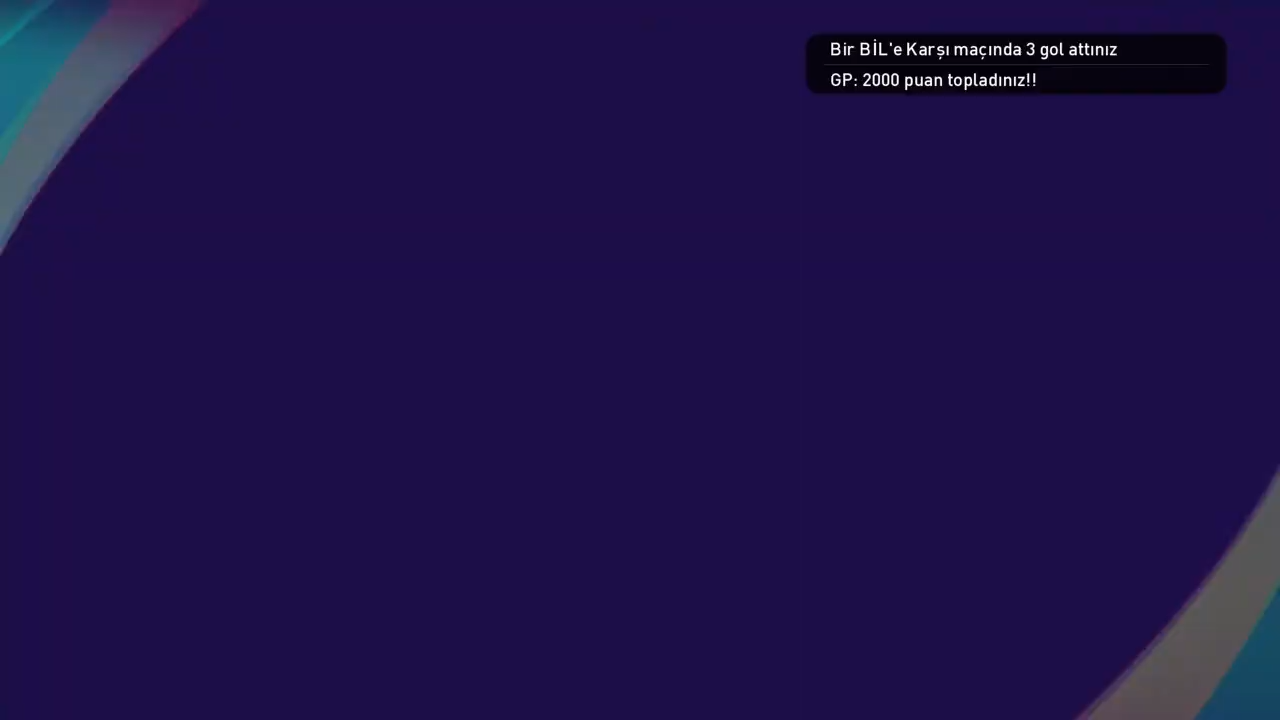 Bir BİL'e Karşı maçında 3 gol attınız
GP: 2000 puan topladınız!!